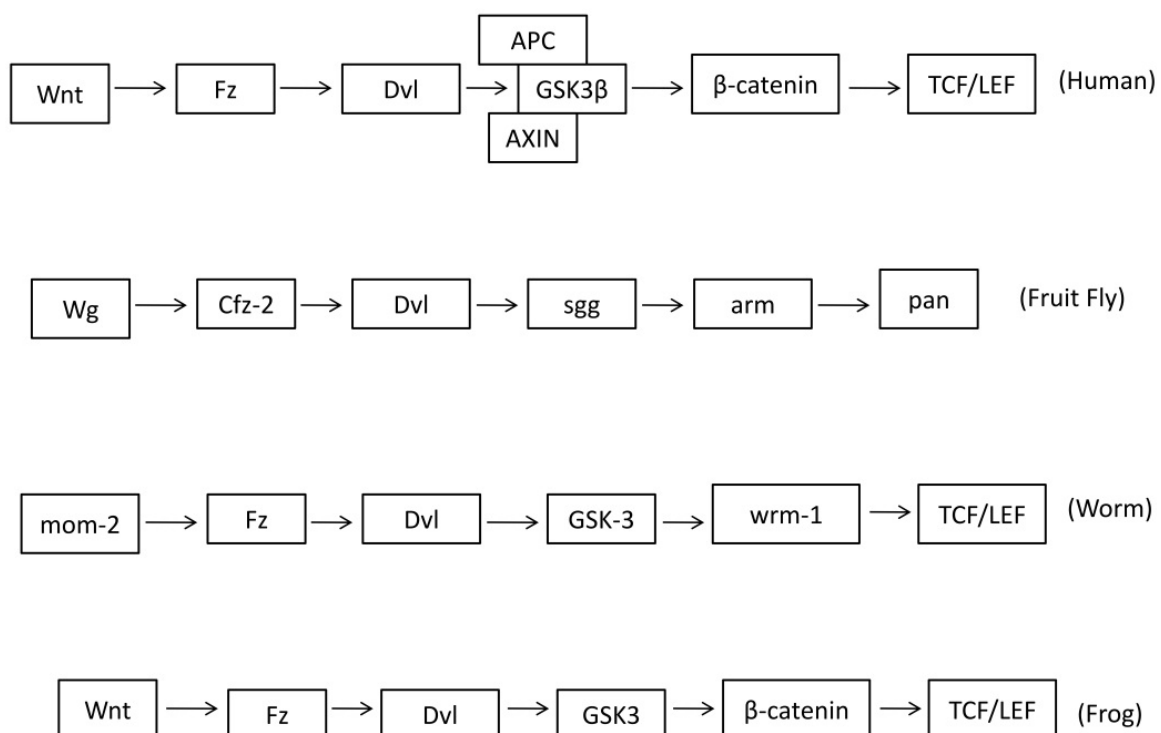 APC
Wnt Fz Dvl GSK3β β-catenin TCF/LEF (Human)
AXIN
Wg Cfz-2 Dvl sgg arm pan (Fruit Fly)
mom-2 Fz Dvl GSK-3 wrm-1 TCF/LEF (Worm)
Wnt Fz Dvl GSK3 β-catenin TCF/LEF (Frog)